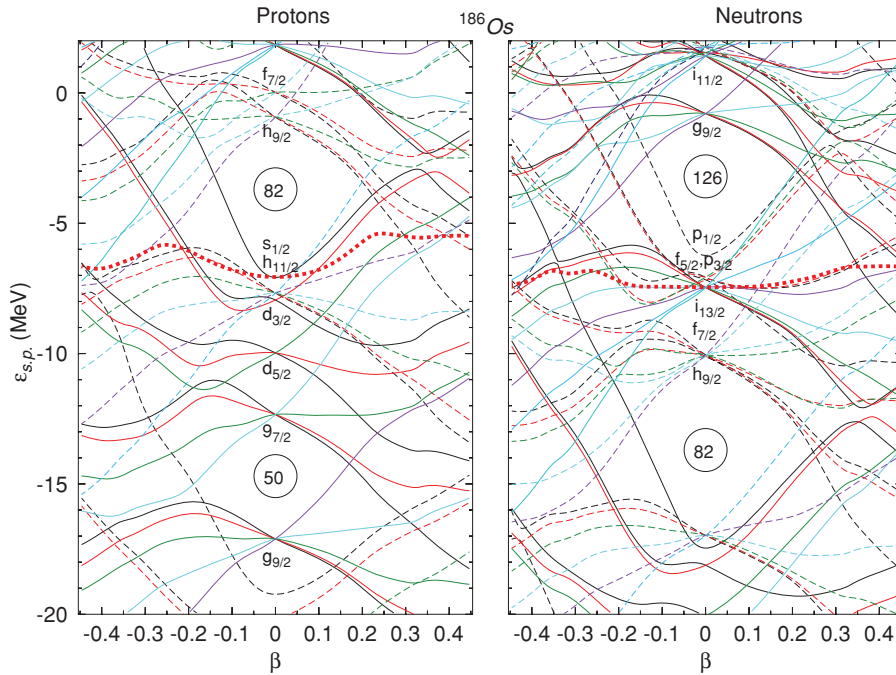 Protons
186Os
Neutrons
0
-5
-10
-15
-20
εs.p. (MeV)
f7/2
h9/2
82
s1/2
h11/2
d3/2
d5/2
g7/2
50
g9/2
-0.4 -0.3 -0.2 -0.1 0 0.1 0.2 0.3 0.4
β
i11/2
g9/2
126
p1/2
f5/2, p3/2
i13/2
f7/2
h9/2
82
-0.4 -0.3 -0.2 -0.1 0 0.1 0.2 0.3 0.4
β